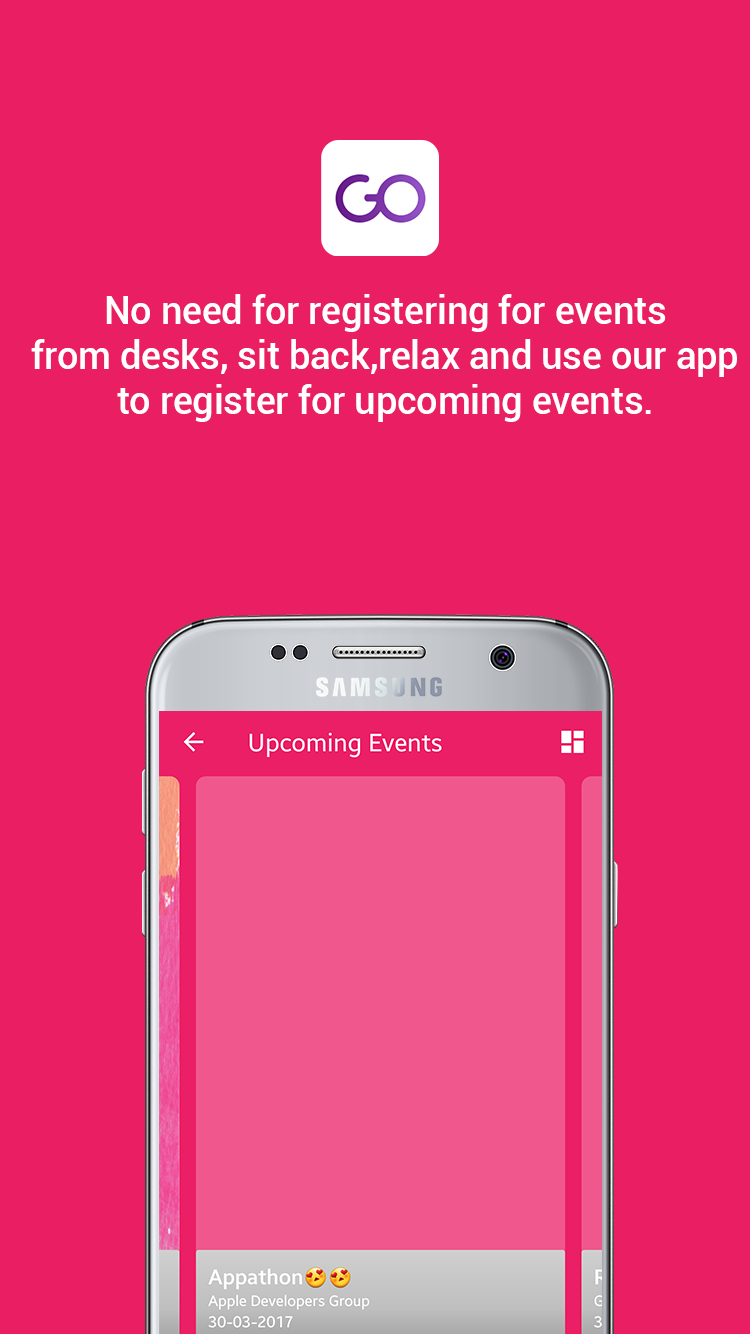 GO
No need for registering for events
from desks, sit back,relax and use our app
to register for upcoming events.
SAMSUNG
Upcoming Events
Appathon😍😍
Apple Developers Group
30-03-2017